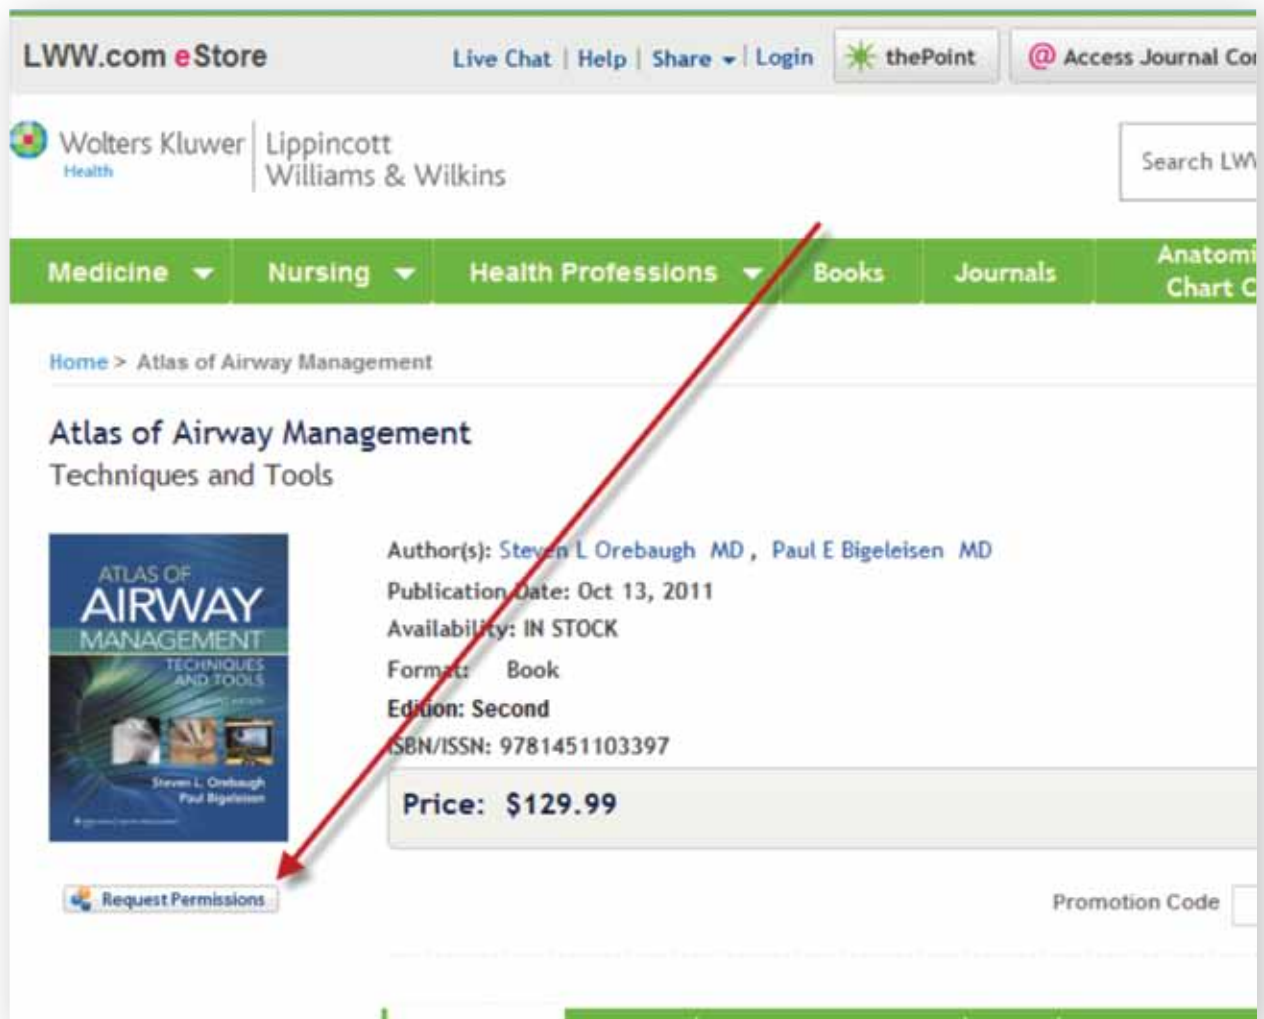 LWW.com eStore
Live Chat | Help | Share | Login
thePoint
@ Access Journal Co
Wolters Kluwer
Health
Lippincott
Williams & Wilkins
Search LW
Medicine
Nursing
Health Professions
Books
Journals
Anatomi
Chart C
Home > Atlas of Airway Management
Atlas of Airway Management
Techniques and Tools
ATLAS OF
AIRWAY
MANAGEMENT
TECHNIQUES
AND TOOLS
Steven L. Orebaugh
Paul Bigeleisen
Author(s): Steven L Orebaugh MD , Paul E Bigeleisen MD
Publication Date: Oct 13, 2011
Availability: IN STOCK
Format: Book
Edition: Second
ISBN/ISSN: 9781451103397
Price: $129.99
Request Permissions
Promotion Code